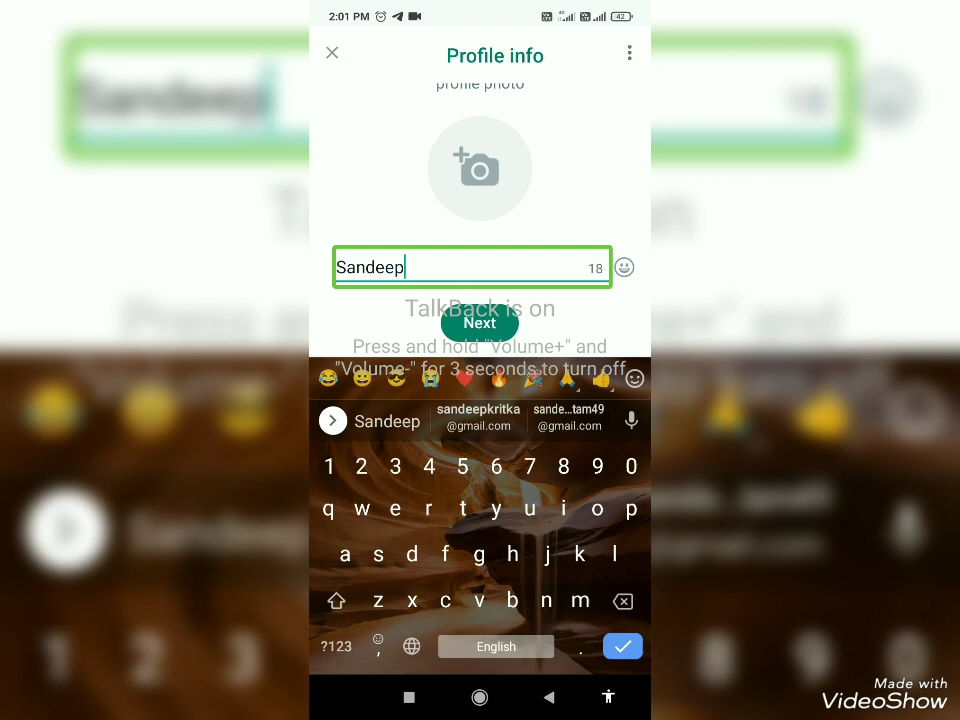 2:01 PM
4G
42
Profile info
profile photo
Sandeep
18
TalkBack is on
Next
Press and hold "Volume+" and
"Volume-" for 3 seconds to turn off
Sandeep
sandeepkritka
@gmail.com
sande...tam49
@gmail.com
1 2 3 4 5 6 7 8 9 0
q w e r t y u i o p
a s d f g h j k l
z x c v b n m
?123
,
English
.
Made with
VideoShow